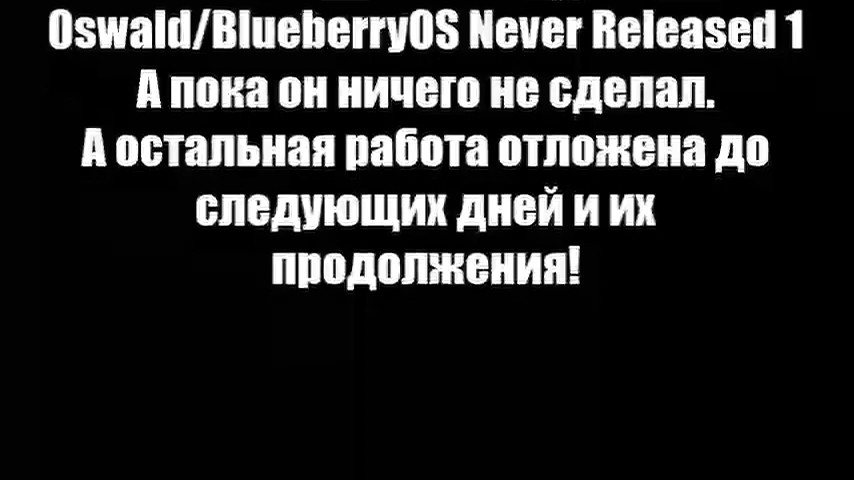 Oswald/BlueberryOS Never Released 1
А пока он ничего не сделал.
А остальная работа отложена до
следующих дней и их
продолжения!